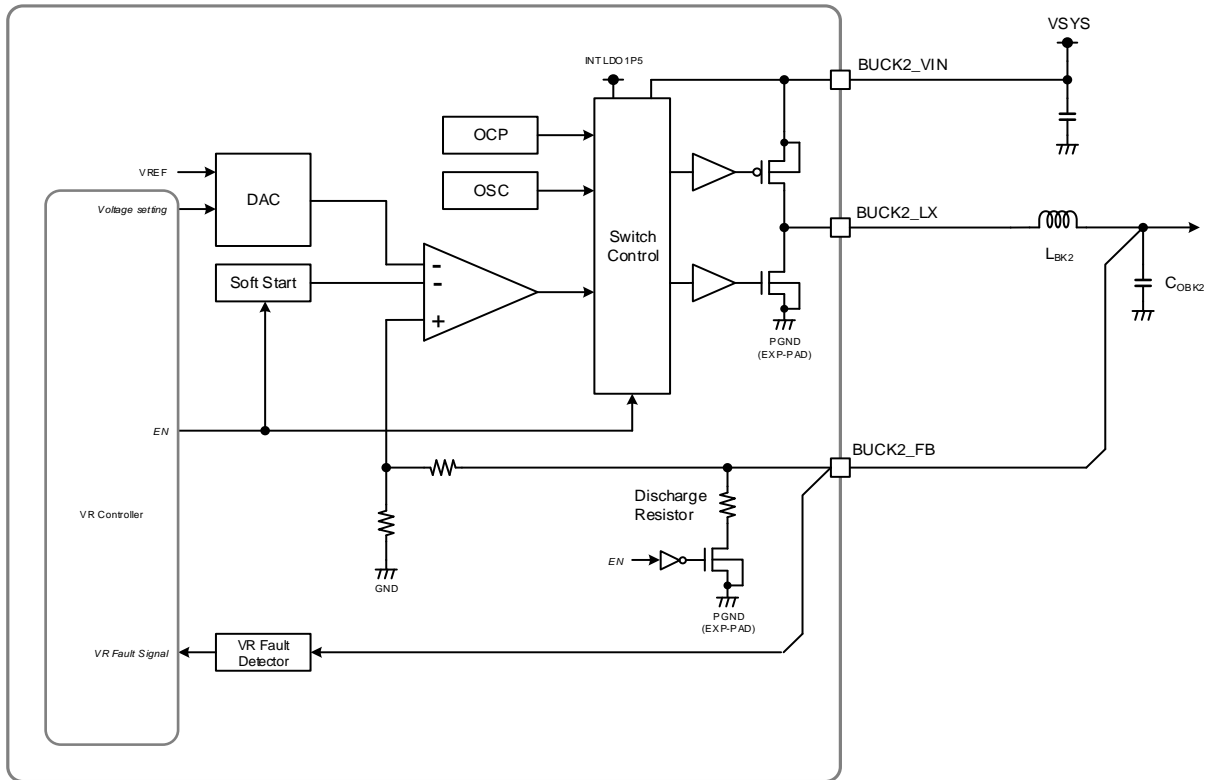 VSYS
INTLDO1P5
BUCK2_VIN
OCP
VREF
DAC
OSC
Voltage setting
BUCK2_LX
Switch
Control
LBK2
Soft Start
-
-
+
COBK2
PGND
(EXP-PAD)
EN
BUCK2_FB
Discharge
Resistor
VR Controller
EN
GND
PGND
(EXP-PAD)
VR Fault Signal
VR Fault
Detector